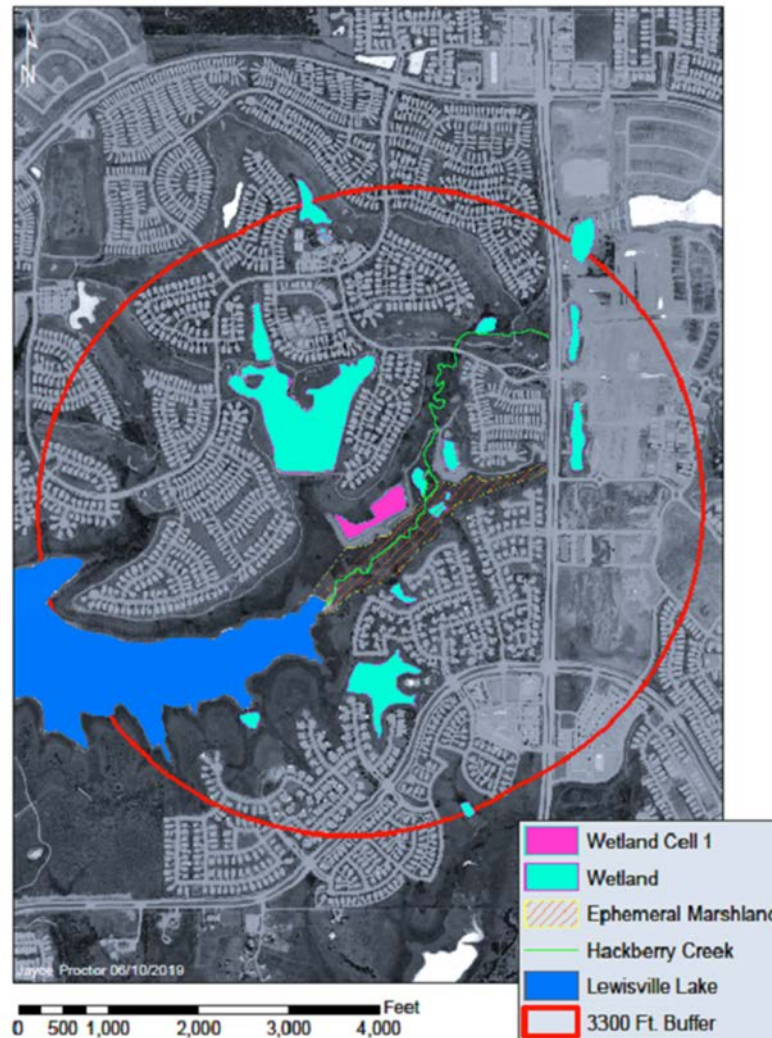 N
Jayce Proctor 06/10/2019
Wetland Cell 1
Wetland
Ephemeral Marshland
Hackberry Creek
Lewisville Lake
3300 Ft. Buffer
Feet
0 500 1,000 2,000 3,000 4,000